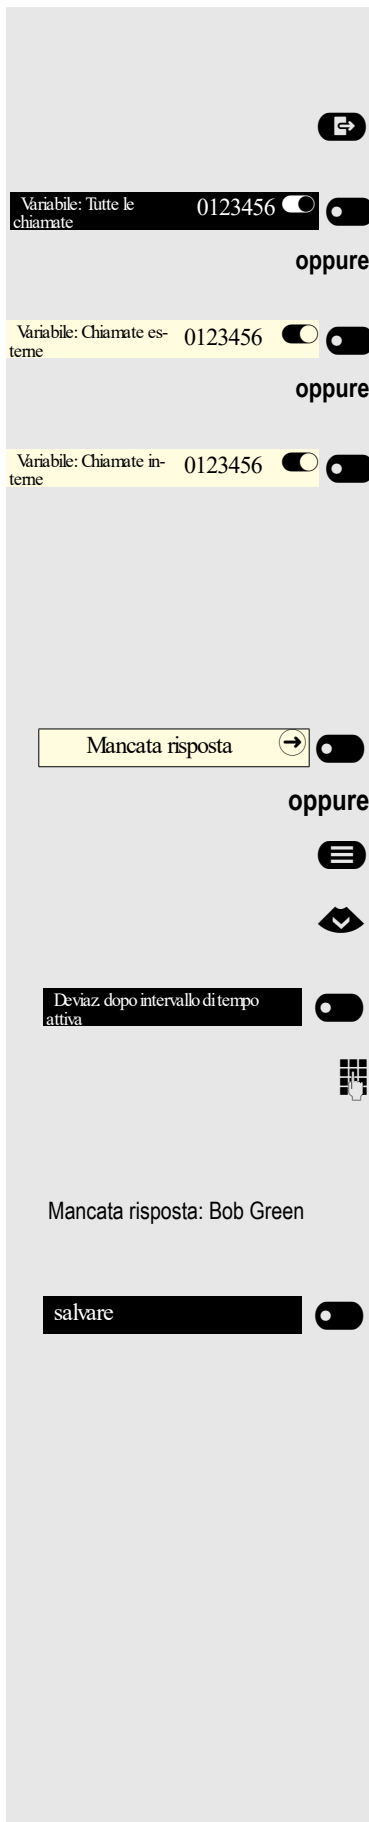 Variabile: Tutte le
chiamate
0123456
oppure
Variabile: Chiamate es-
terne
0123456
oppure
Variabile: Chiamate in-
terne
0123456
Mancata risposta
oppure
Deviaz dopo intervallo di tempo
attiva
Mancata risposta: Bob Green
salvare